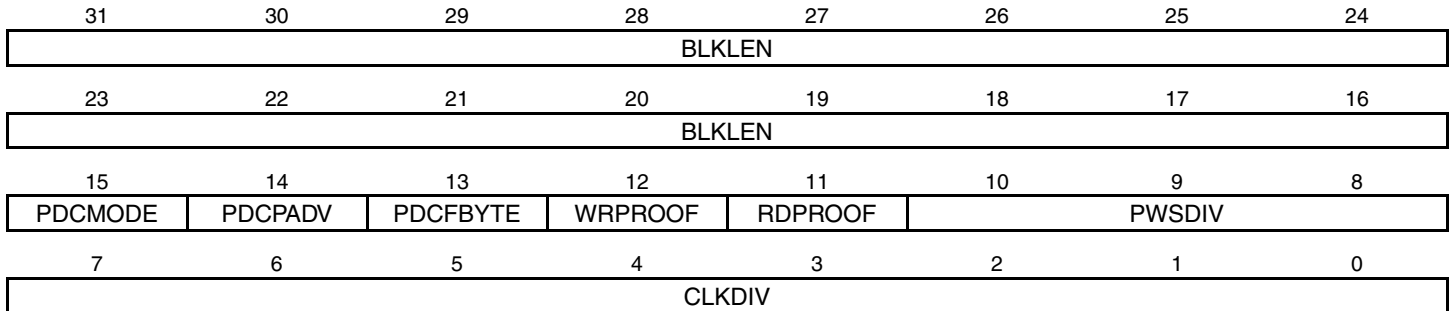 31 30 29 28 27 26 25 24
BLKLEN
23 22 21 20 19 18 17 16
BLKLEN
15 14 13 12 11 10 9 8
PDCMODE PDCPADV PDCFBYTE WRPROOF RDPROOF PWSDIV
7 6 5 4 3 2 1 0
CLKDIV